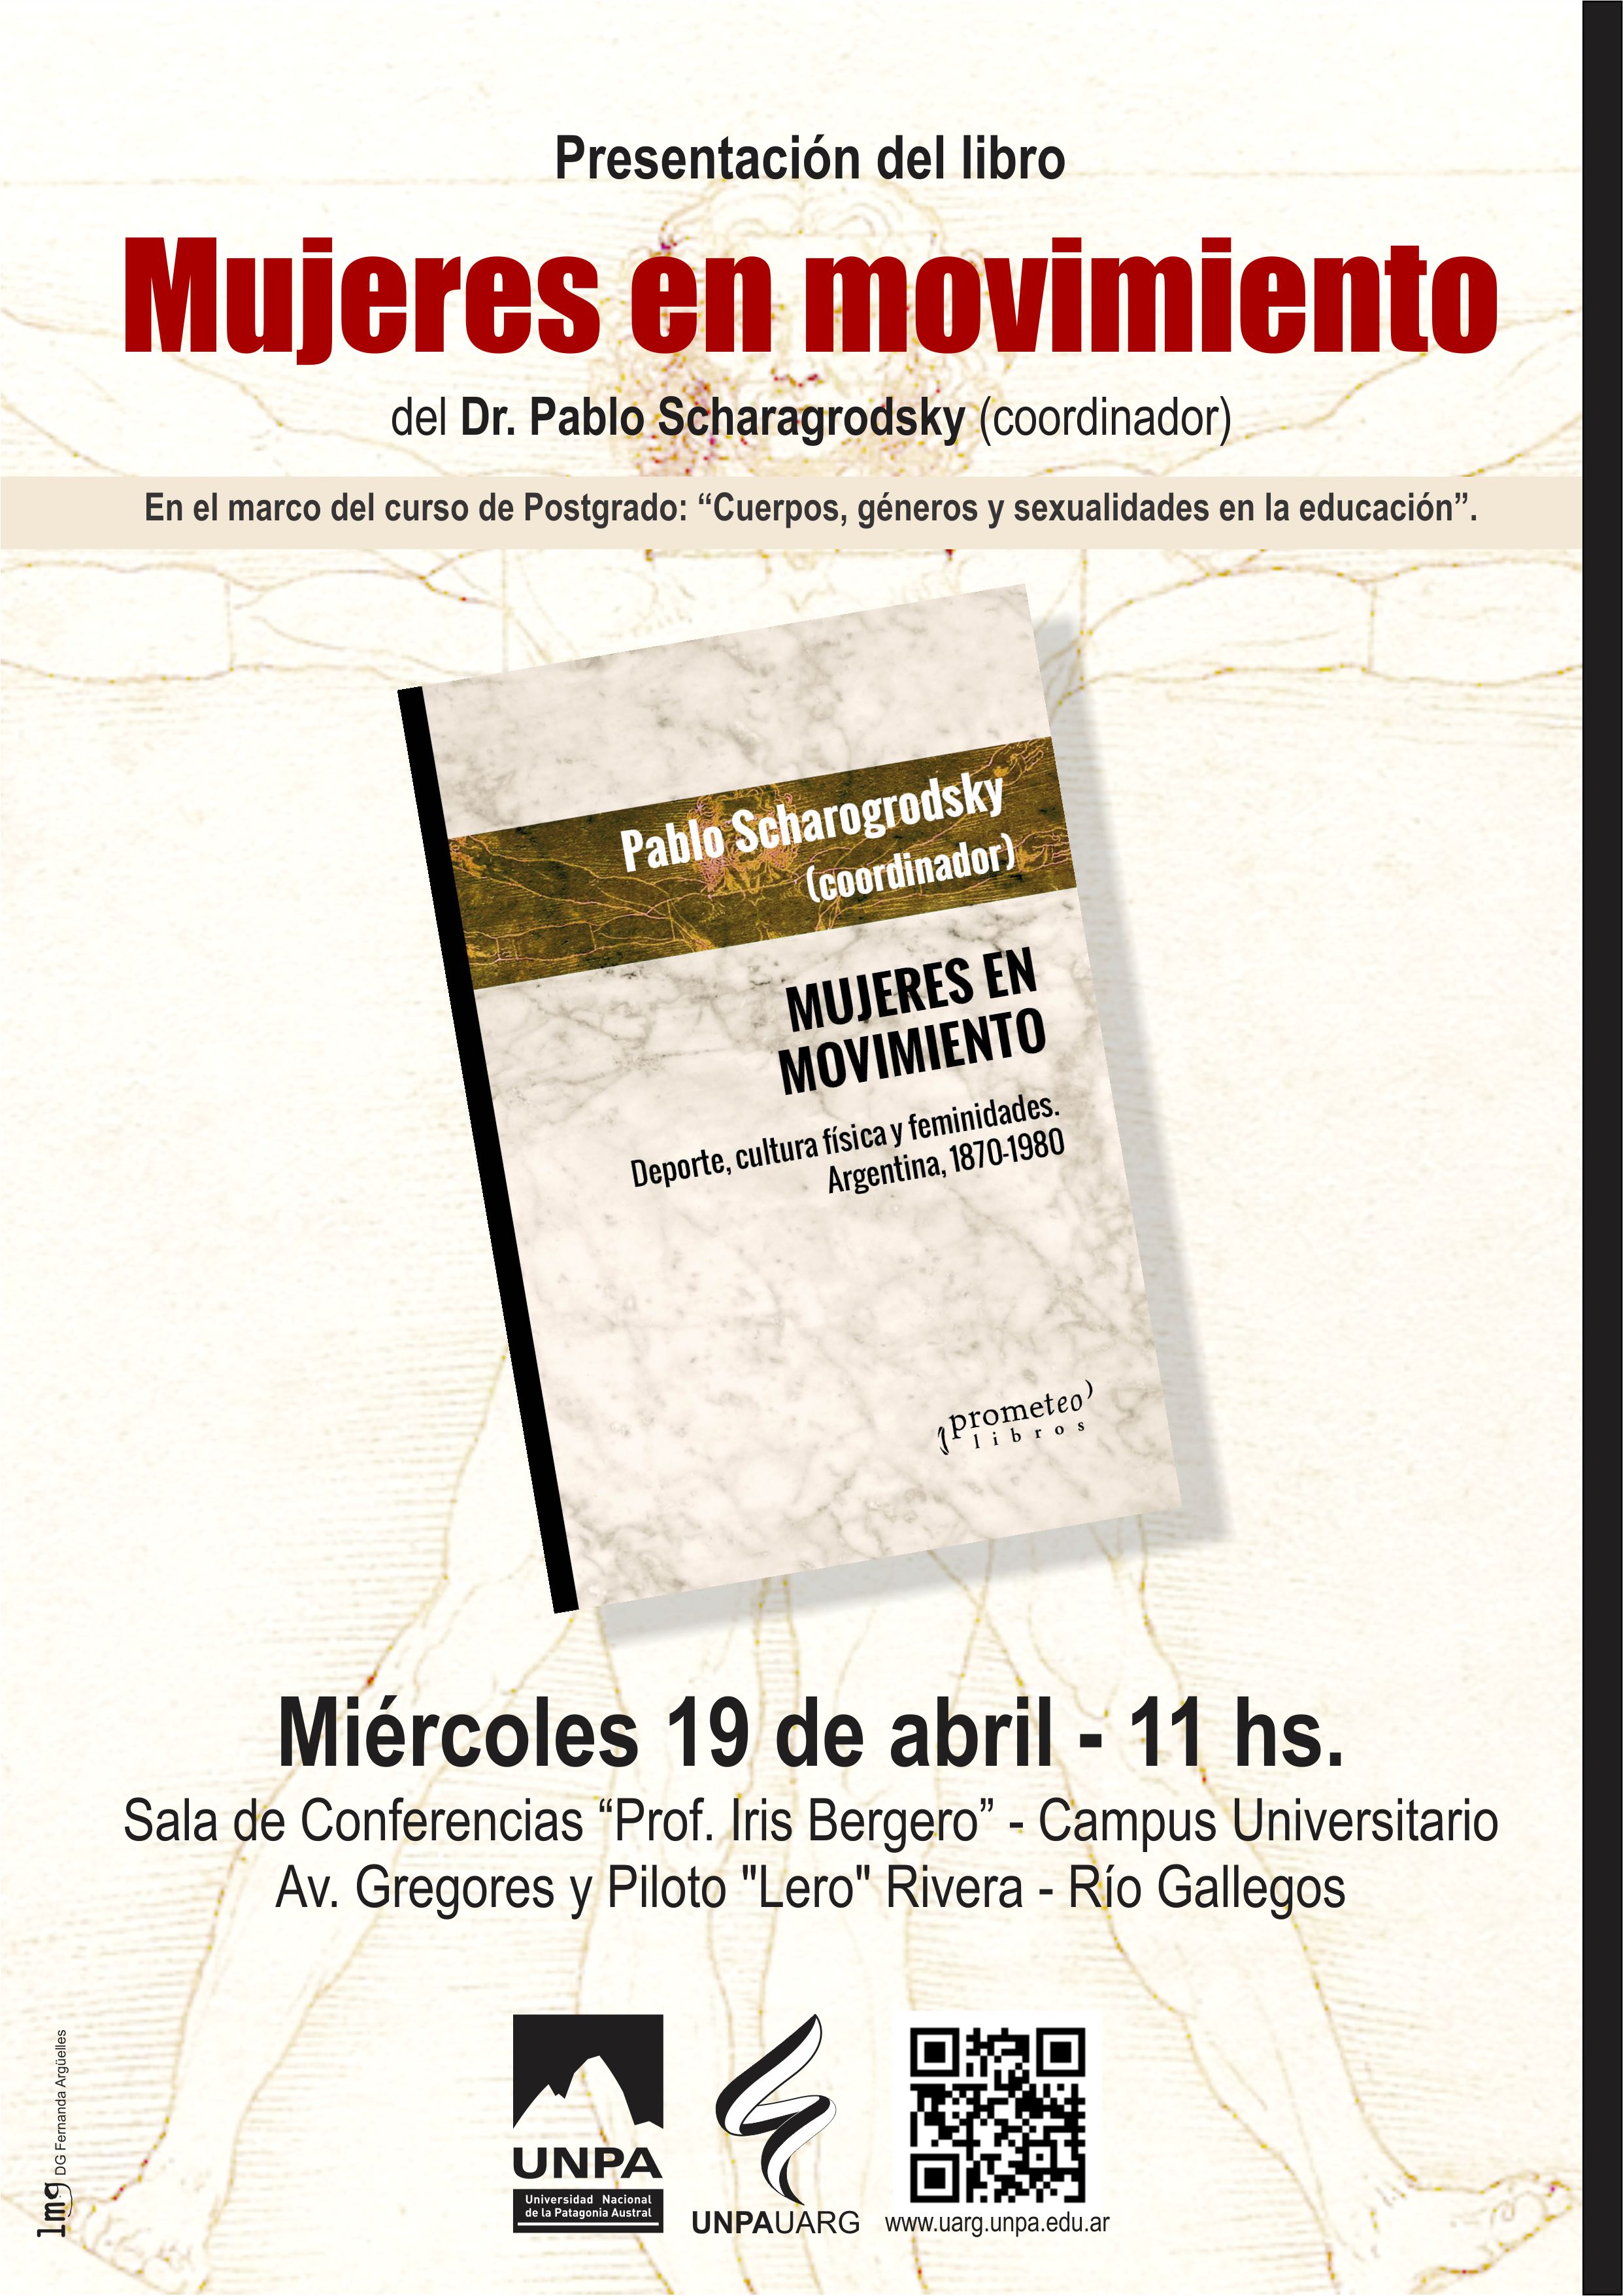 Presentación del libro
Mujeres en movimiento
del Dr. Pablo Scharagrodsky (coordinador)
En el marco del curso de Postgrado: “Cuerpos, géneros y sexualidades en la educación”.
Pablo Scharogrodsky
(coordinador)
MUJERES EN
MOVIMIENTO
Deporte, cultura física y feminidades.
Argentina, 1870-1980
prometeo
libros
Miércoles 19 de abril - 11 hs.
Sala de Conferencias “Prof. Iris Bergero” - Campus Universitario
Av. Gregores y Piloto "Lero" Rivera - Río Gallegos
UNPA
Universidad Nacional
de la Patagonia Austral
UNPAUARG
www.uarg.unpa.edu.ar
lmg DG Fernanda Argüelles